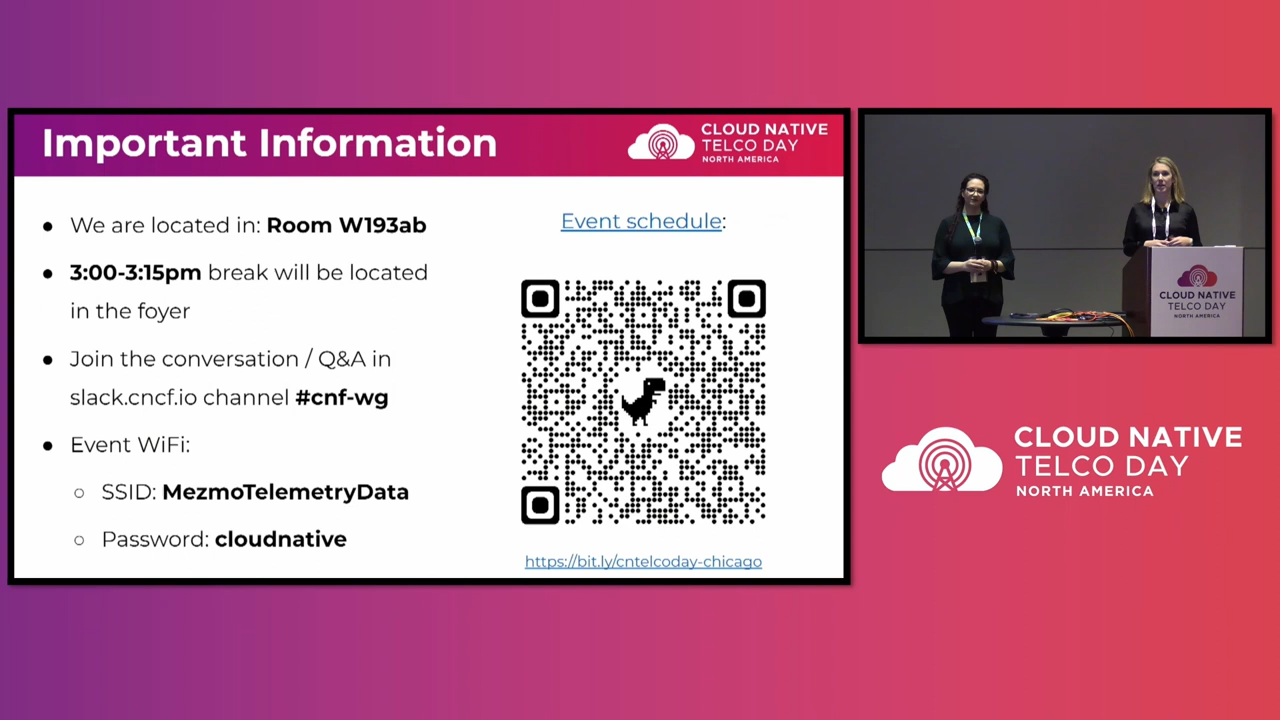 Important Information
CLOUD NATIVE
TELCO DAY
NORTH AMERICA
We are located in: Room W193ab
3:00-3:15pm break will be located
in the foyer
Join the conversation / Q&A in
slack.cncf.io channel #cnf-wg
Event WiFi:
SSID: MezmoTelemetryData
Password: cloudnative
Event schedule:
https://bit.ly/cntelcoday-chicago
CLOUD NATIVE
TELCO DAY
NORTH AMERICA
CLOUD NATIVE
TELCO DAY
NORTH AMERICA